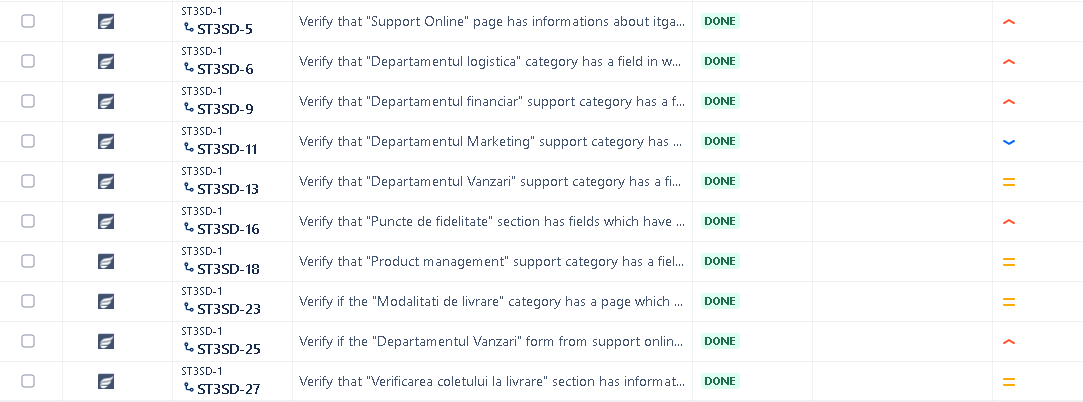 ST3SD-1
ST3SD-5
Verify that "Support Online" page has informations about itga...
DONE
ST3SD-1
ST3SD-6
Verify that "Departamentul logistica" category has a field in w...
DONE
ST3SD-1
ST3SD-9
Verify that "Departamentul financiar" support category has a f...
DONE
ST3SD-1
ST3SD-11
Verify that "Departamentul Marketing" support category has ...
DONE
ST3SD-1
ST3SD-13
Verify that "Departamentul Vanzari" support category has a fi...
DONE
ST3SD-1
ST3SD-16
Verify that "Puncte de fidelitate" section has fields which have ...
DONE
ST3SD-1
ST3SD-18
Verify that "Product management" support category has a fiel...
DONE
ST3SD-1
ST3SD-23
Verify if the "Modalitati de livrare" category has a page which ...
DONE
ST3SD-1
ST3SD-25
Verify if the "Departamentul Vanzari" form from support onlin...
DONE
ST3SD-1
ST3SD-27
Verify that "Verificarea coletului la livrare" section has informat...
DONE